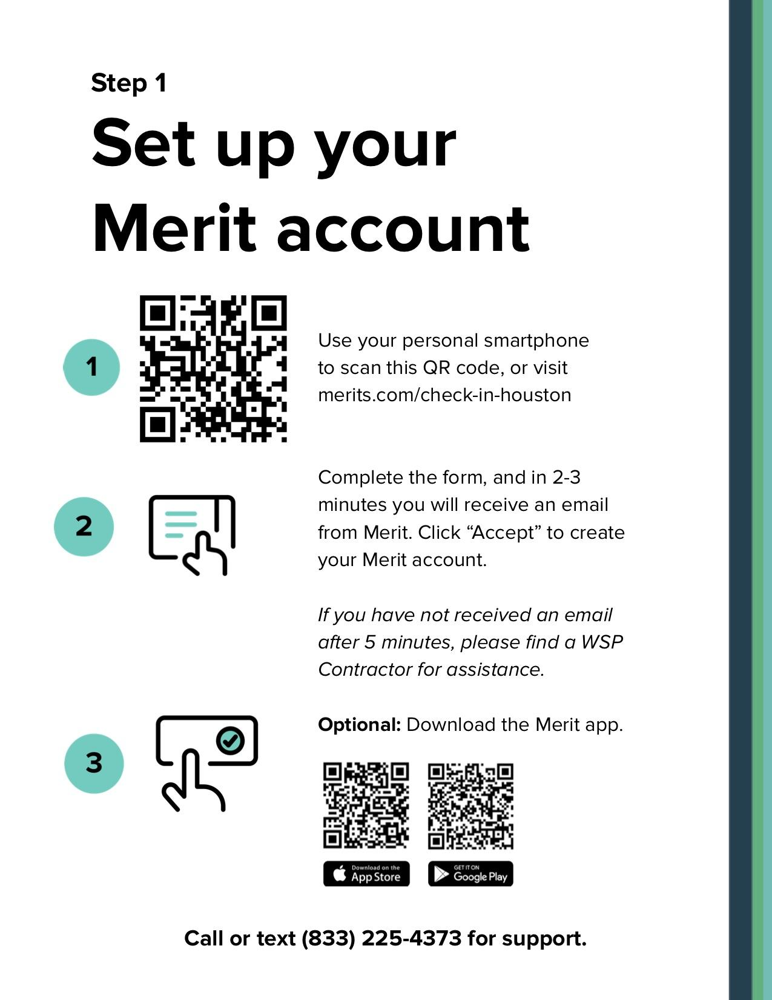 Step 1
Set up your
Merit account
1
Use your personal smartphone
to scan this QR code, or visit
merits.com/check-in-houston
2
Complete the form, and in 2-3
minutes you will receive an email
from Merit. Click “Accept” to create
your Merit account.
If you have not received an email
after 5 minutes, please find a WSP
Contractor for assistance.
3
Optional: Download the Merit app.
Download on the
App Store
GET IT ON
Google Play
Call or text (833) 225-4373 for support.